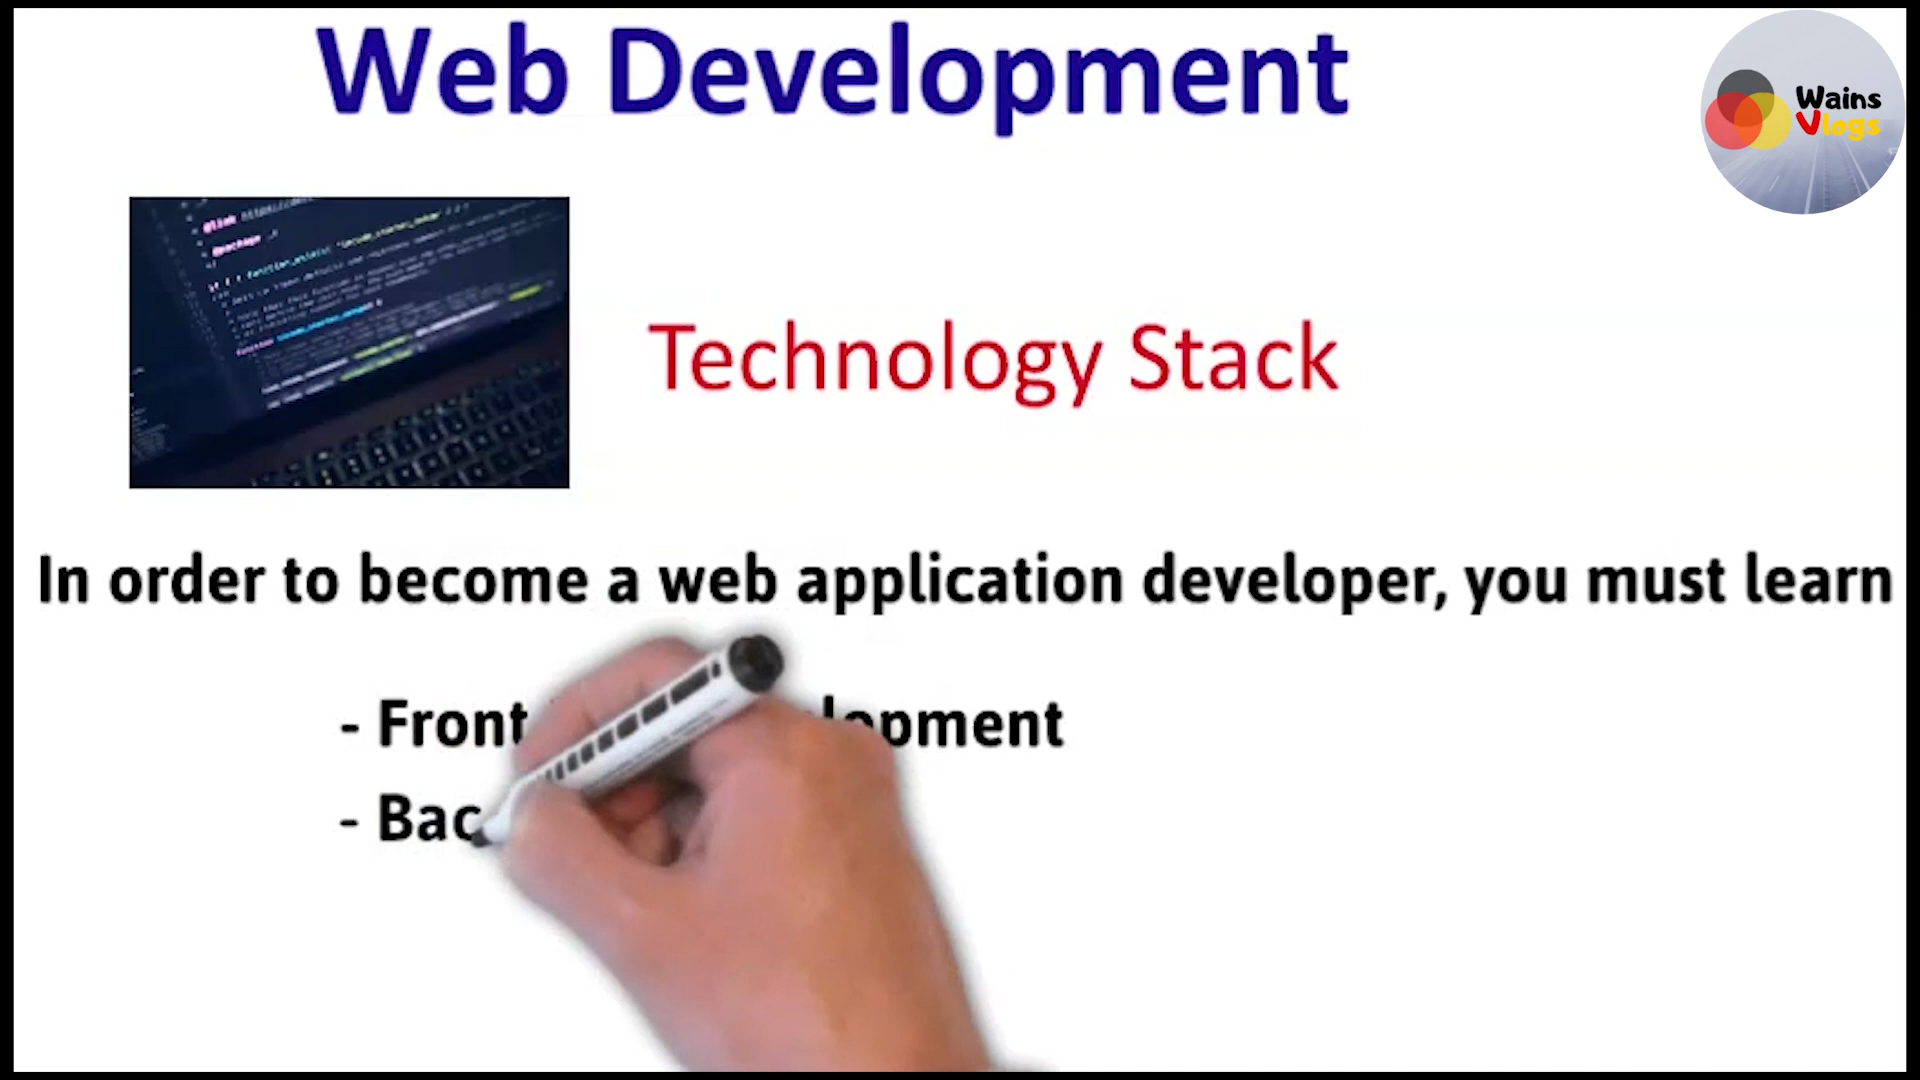 Web Development
Wains
Vlogs
Technology Stack
In order to become a web application developer, you must learn
- Front
- Bac